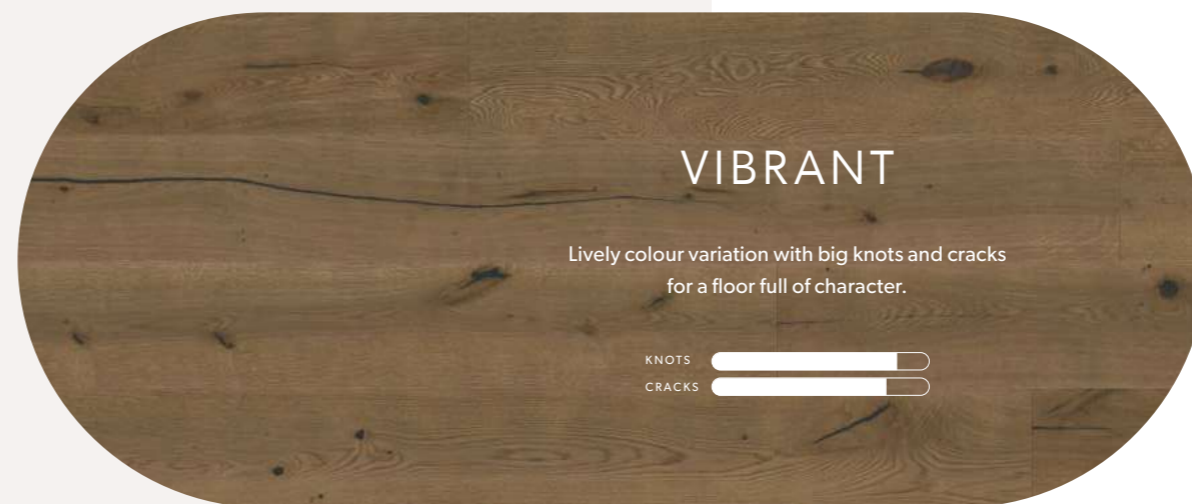 VIBRANT
Lively colour variation with big knots and cracks
for a floor full of character.
KNOTS
CRACKS